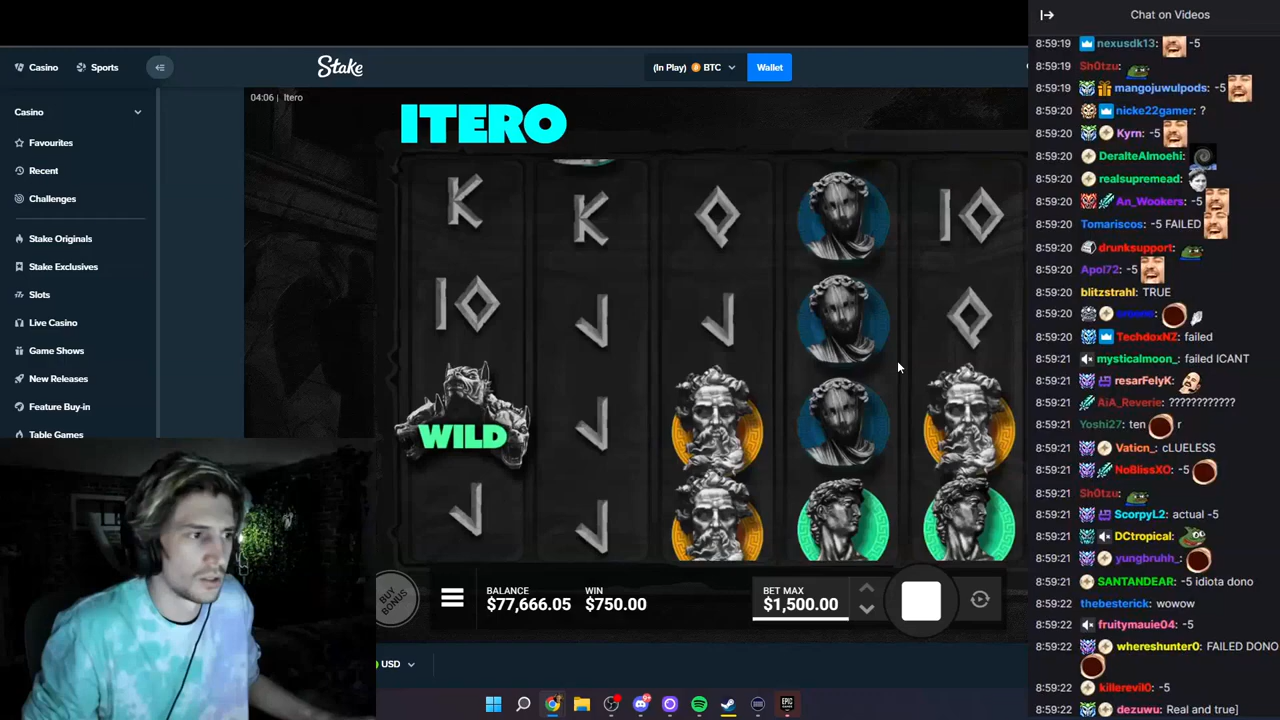 Casino
Sports
Stake
(In Play) BTC
Wallet
Casino
Favourites
Recent
Challenges
Stake Originals
Stake Exclusives
Slots
Live Casino
Game Shows
New Releases
Feature Buy-in
Table Games
04:06 | Itero
ITERO
K
K
Q
10
10
J
J
Q
WILD
J
J
J
BUY BONUS
BALANCE
$77,666.05
WIN
$750.00
BET MAX
$1,500.00
USD
EPIC
Chat on Videos
8:59:19 nexusdk13: -5
8:59:19 Sh0tzu:
8:59:19 mangojuwulpods: -5
8:59:20 nicke22gamer: ?
8:59:20 Kyrn: -5
8:59:20 DeralteAlmoehi:
8:59:20 realsupremead:
8:59:20 An_Wookers: -5
8:59:20 Tomariscos: -5 FAILED
8:59:20 drunksupport:
8:59:20 Apol72: -5
8:59:20 blitzstrahl: TRUE
8:59:20
8:59:20 TechdoxNZ: failed
8:59:21 mysticalmoon_: failed ICANT
8:59:21 resarFelyK:
8:59:21 AiA_Reverie: ????????????
8:59:21 Yoshi27: ten r
8:59:21 Vaticn_: cLUELESS
8:59:21 NoBlissXO: -5
8:59:21 Sh0tzu:
8:59:21 ScorpyL2: actual -5
8:59:21 DCtropical:
8:59:21 yungbruhh_:
8:59:21 SANTANDEAR: -5 idiota dono
8:59:22 thebesterick: wowow
8:59:22 fruitymauie04: -5
8:59:22 whereshunter0: FAILED DONO
8:59:22 killerevil0: -5
8:59:22 dezuwu: Real and true]